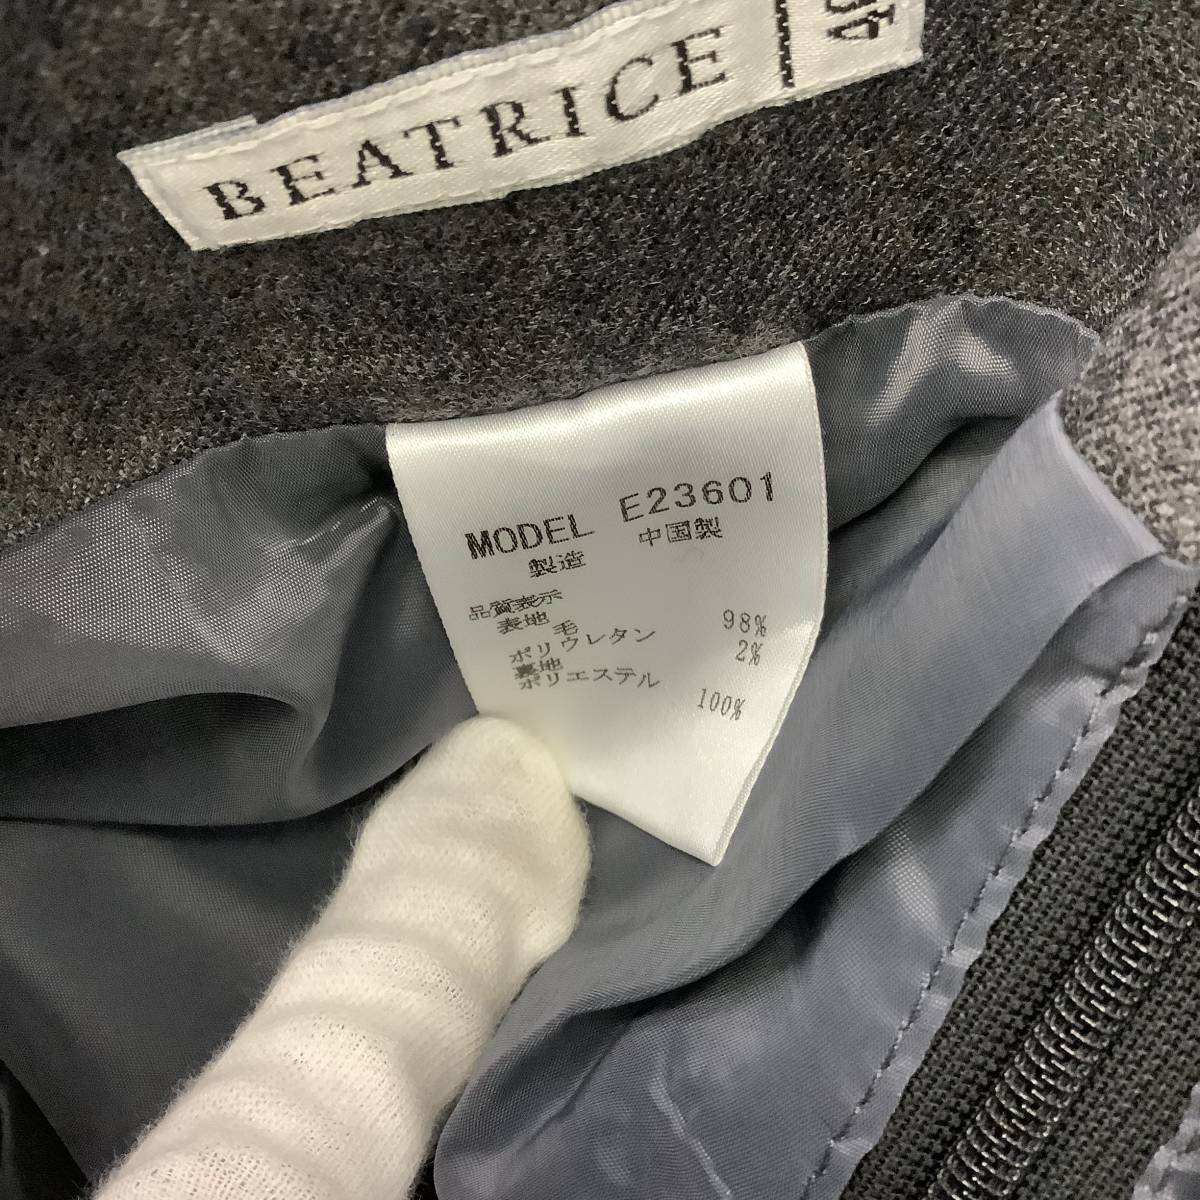 BEATRICE
MODEL E23601
製造 中国製
品質表示
表地
毛 98%
ポリウレタン 2%
裏地
ポリエステル 100%